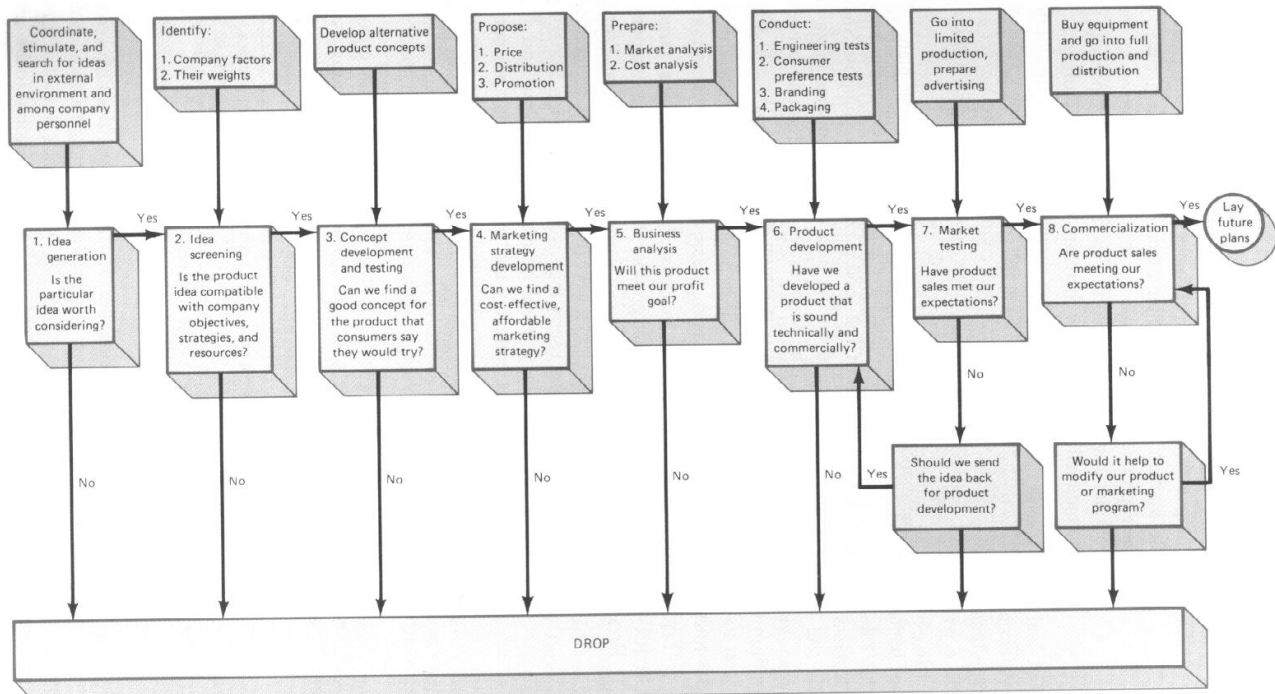 Coordinate,
stimulate, and
search for ideas
in external
environment and
among company
personnel
Identify:
1. Company factors
2. Their weights
Develop alternative
product concepts
Propose:
1. Price
2. Distribution
3. Promotion
Prepare:
1. Market analysis
2. Cost analysis
Conduct:
1. Engineering tests
2. Consumer
preference tests
3. Branding
4. Packaging
Go into
limited
production,
prepare
advertising
Buy equipment
and go into full
production and
distribution
1. Idea
generation
Is the
particular
idea worth
considering?
Yes
2. Idea
screening
Is the product
idea compatible
with company
objectives,
strategies, and
resources?
Yes
3. Concept
development
and testing
Can we find a
good concept for
the product that
consumers say
they would try?
Yes
4. Marketing
strategy
development
Can we find a
cost-effective,
affordable
marketing
strategy?
Yes
5. Business
analysis
Will this product
meet our profit
goal?
Yes
6. Product
development
Have we
developed a
product that
is sound
technically and
commercially?
Yes
7. Market
testing
Have product
sales met our
expectations?
Yes
8. Commercialization
Are product sales
meeting our
expectations?
Yes
Lay
future
plans
No
No
No
No
No
No
No
No
Yes
Should we send
the idea back
for product
development?
Would it help to
modify our product
or marketing
program?
Yes
DROP